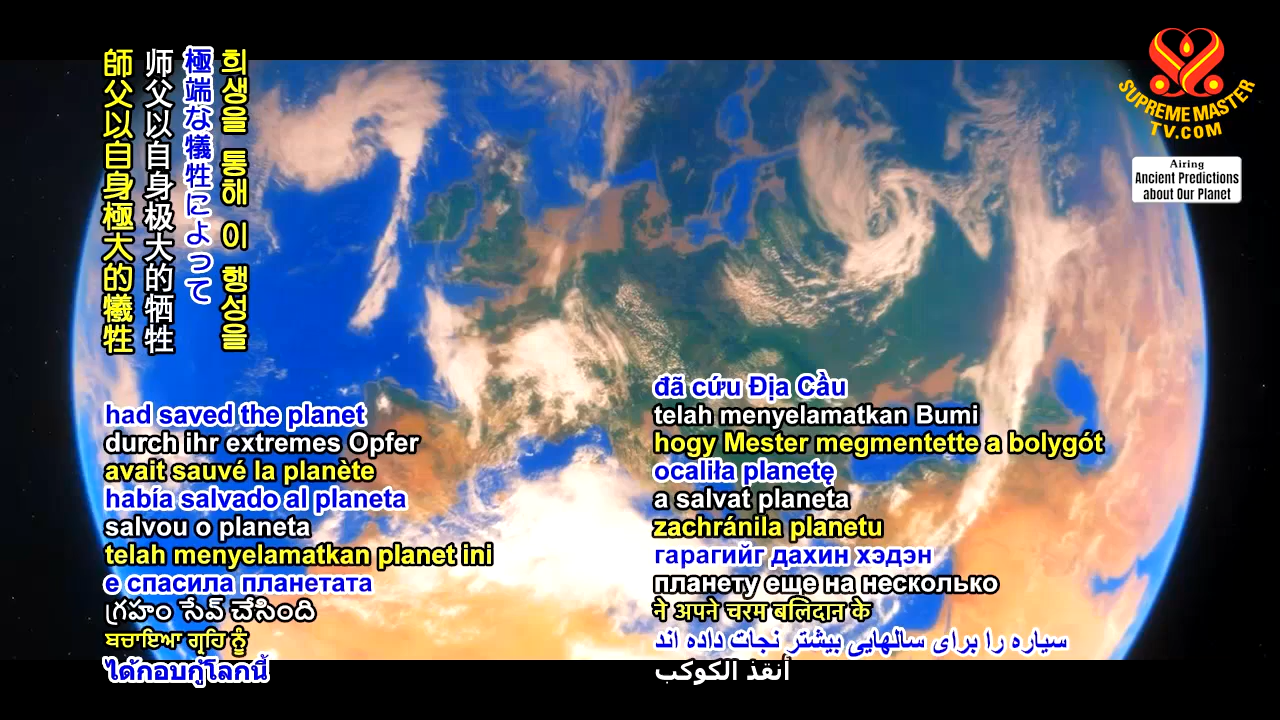 師父以自身極大的犧牲
师父以自身极大的牺牲
極端な犠牲によって
희생을 통해 이 행성을
SUPREME MASTER
TV.COM
Airing
Ancient Predictions
about Our Planet
had saved the planet
durch ihr extremes Opfer
avait sauvé la planète
había salvado al planeta
salvou o planeta
telah menyelamatkan planet ini
е спасила планетата
గ్రహం సేవ్ చేసింది
ਬਚਾਇਆ ਗ੍ਰਹਿ ਨੂੰ
ได้กอบกู้โลกนี้
đã cứu Địa Cầu
telah menyelamatkan Bumi
hogy Mester megmentette a bolygót
ocaliła planetę
a salvat planeta
zachránila planetu
гарагийг дахин хэдэн
планету еще на несколько
ने अपने चरम बलिदान के
سیاره را برای سالهایی بیشتر نجات داده اند
أنقذ الكوكب